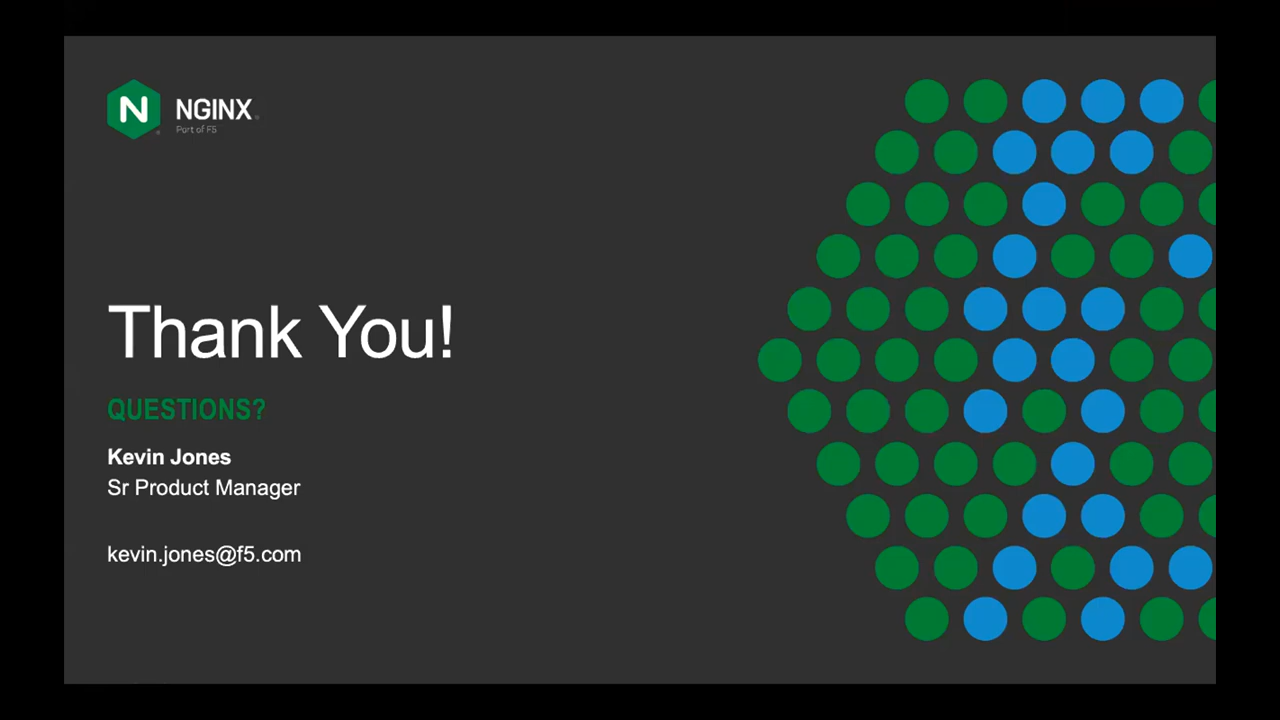 N
NGINX
Part of F5
Thank You!
QUESTIONS?
Kevin Jones
Sr Product Manager
kevin.jones@f5.com